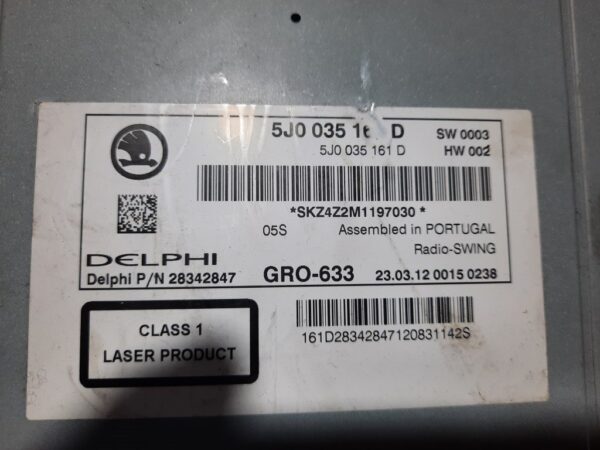 5J0 035 16 D SW 0003
5J0 035 161 D HW 002
*SKZ4Z2M1197030 *
05S Assembled in PORTUGAL
Radio-SWING
DELPHI
Delphi P/N 28342847 GRO-633 23.03.12 0015 0238
CLASS 1
LASER PRODUCT
161D28342847120831142S